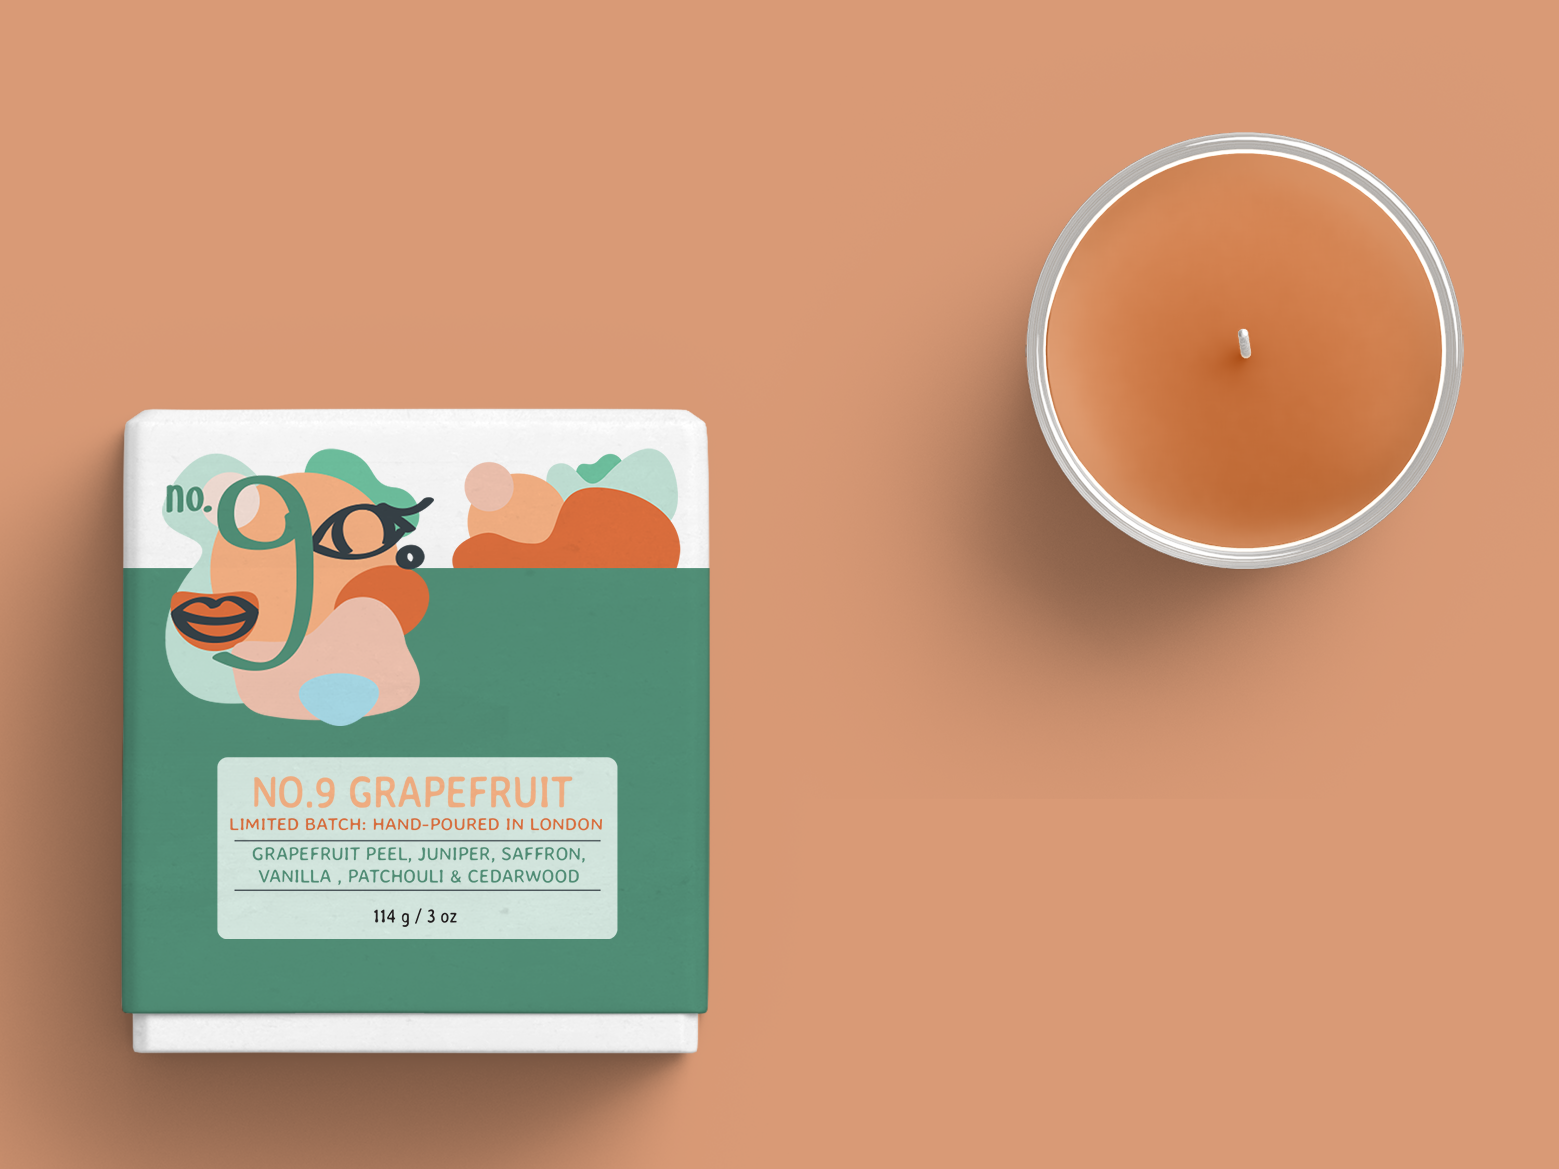 no. 9
NO.9 GRAPEFRUIT
LIMITED BATCH: HAND-POURED IN LONDON
GRAPEFRUIT PEEL, JUNIPER, SAFFRON,
VANILLA , PATCHOULI & CEDARWOOD
114 g / 3 oz